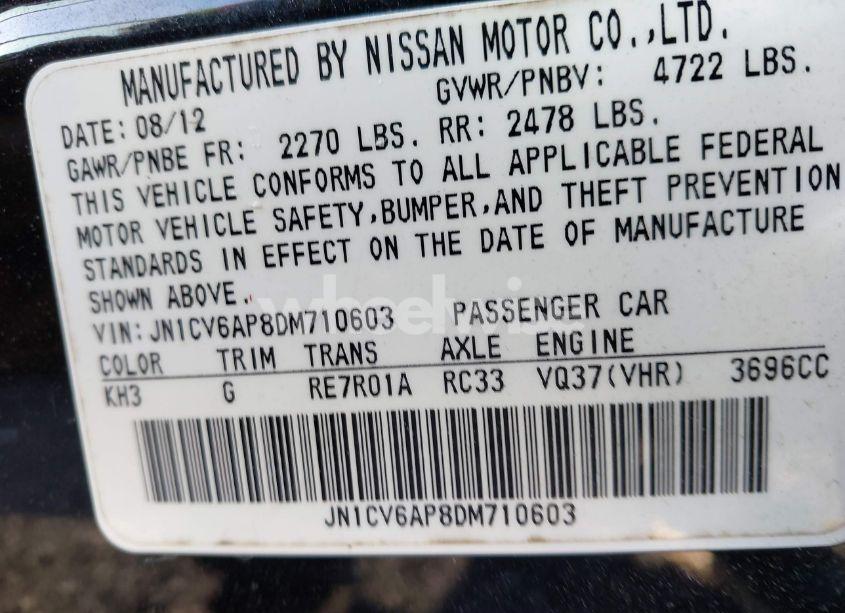 MANUFACTURED BY NISSAN MOTOR CO.,LTD.
DATE: 08/12 GVWR/PNBV: 4722 LBS.
GAWR/PNBE FR: 2270 LBS. RR: 2478 LBS.
THIS VEHICLE CONFORMS TO ALL APPLICABLE FEDERAL
MOTOR VEHICLE SAFETY,BUMPER,AND THEFT PREVENTION
STANDARDS IN EFFECT ON THE DATE OF MANUFACTURE
SHOWN ABOVE.
VIN: JN1CV6AP8DM710603 PASSENGER CAR
COLOR TRIM TRANS AXLE ENGINE
KH3 G RE7R01A RC33 VQ37(VHR) 3696CC
JN1CV6AP8DM710603